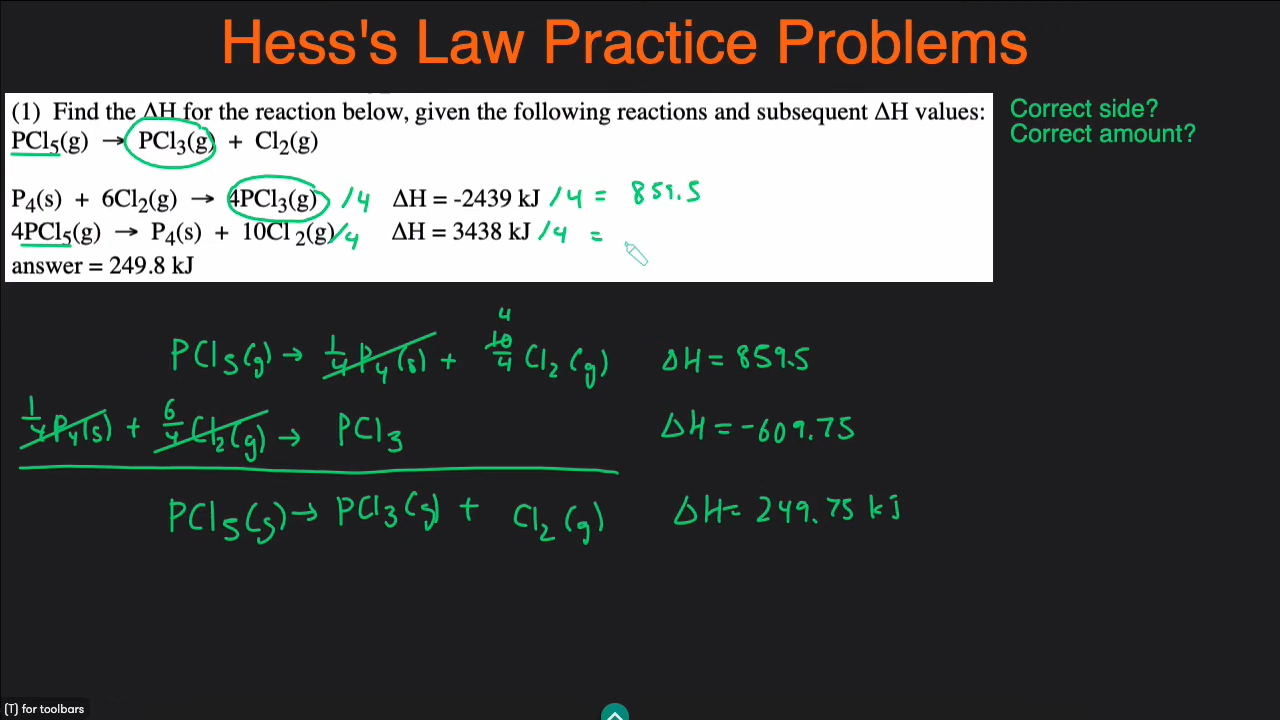 Hess's Law Practice Problems
(1) Find the ΔH for the reaction below, given the following reactions and subsequent ΔH values:
PCl₅(g) → PCl₃(g) + Cl₂(g)
Correct side?
Correct amount?
P₄(s) + 6Cl₂(g) → 4PCl₃(g) /4 ΔH = -2439 kJ /4 = 859.5
4PCl₅(g) → P₄(s) + 10Cl ₂(g) /4 ΔH = 3438 kJ /4 =
answer = 249.8 kJ
4
PCl₅(g) → 1/4 P₄(s) + 10/4 Cl₂(g) ΔH = 859.5
1/4 P₄(s) + 6/4 Cl₂(g) → PCl₃ ΔH = -609.75
PCl₅(g) → PCl₃(g) + Cl₂(g) ΔH = 249.75 kJ
(T) for toolbars